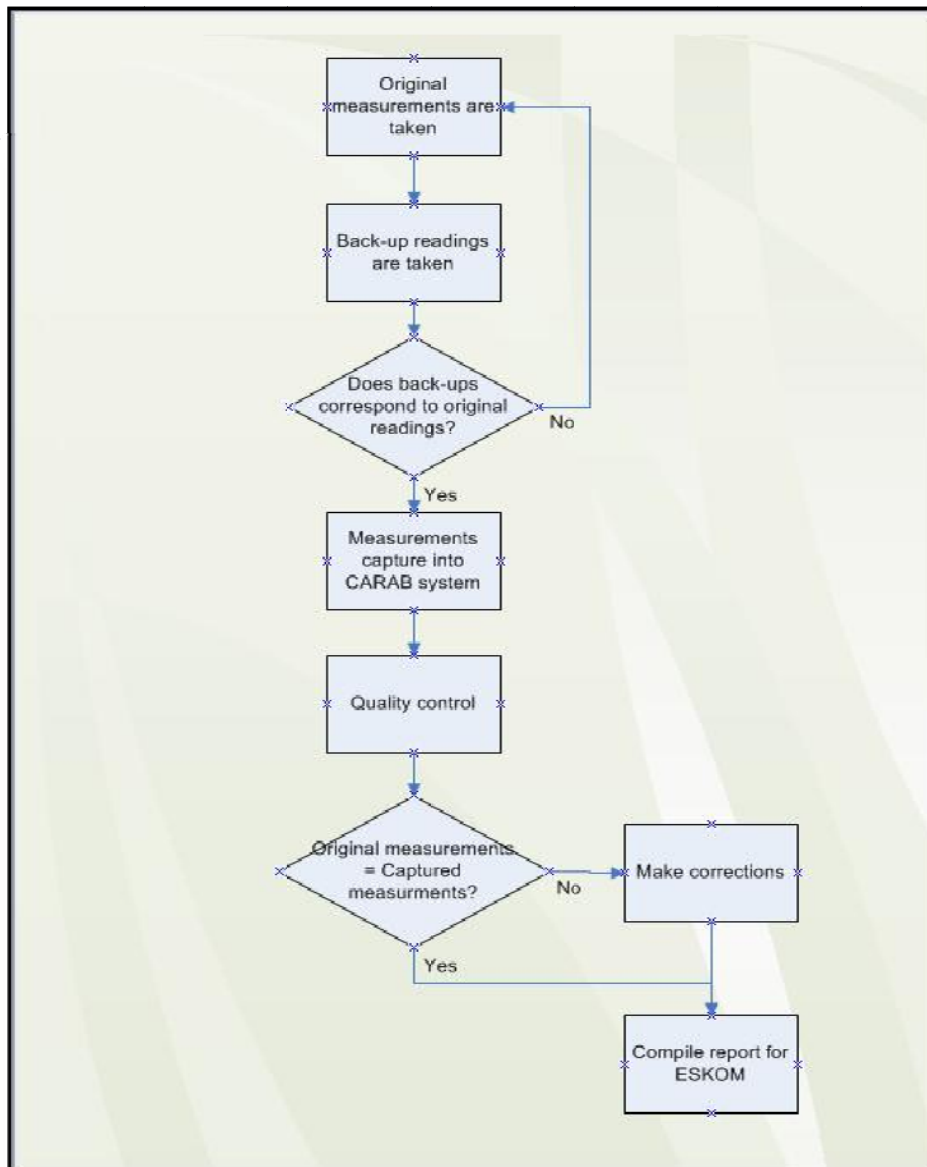 Original
measurements are
taken
Back-up readings
are taken
Does back-ups
correspond to original
readings?
No
Yes
Measurements
capture into
CARAB system
Quality control
Original measurements
= Captured
measurments?
No
Make corrections
Yes
Compile report for
ESKOM